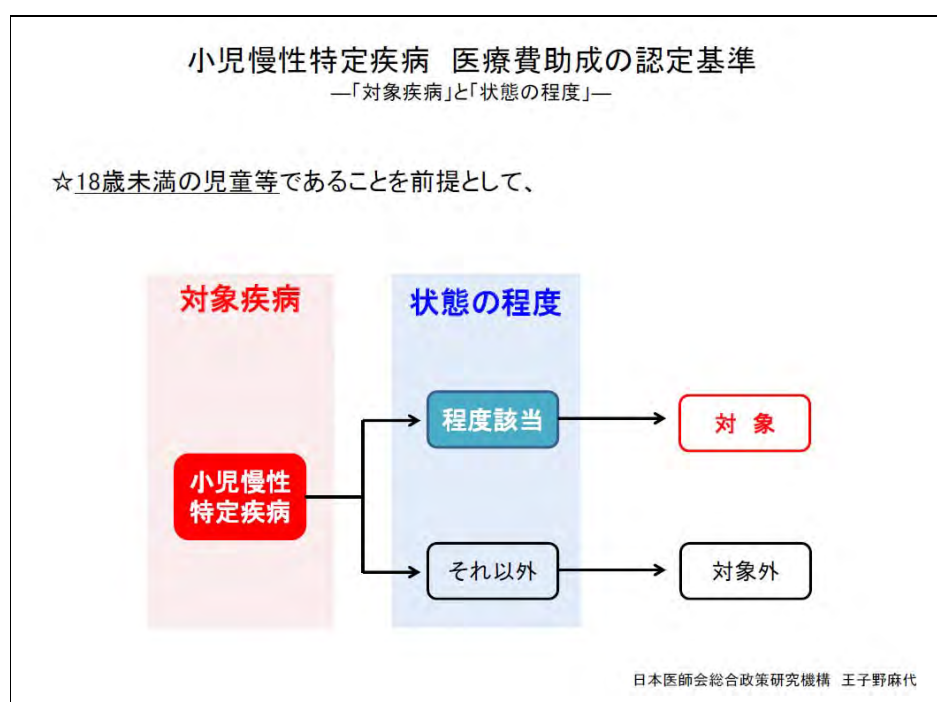 小児慢性特定疾病　医療費助成の認定基準
―「対象疾病」と「状態の程度」―
☆18歳未満の児童等であることを前提として、
対象疾病
状態の程度
程度該当
対 象
小児慢性
特定疾病
それ以外
対象外
日本医師会総合政策研究機構　王子野麻代